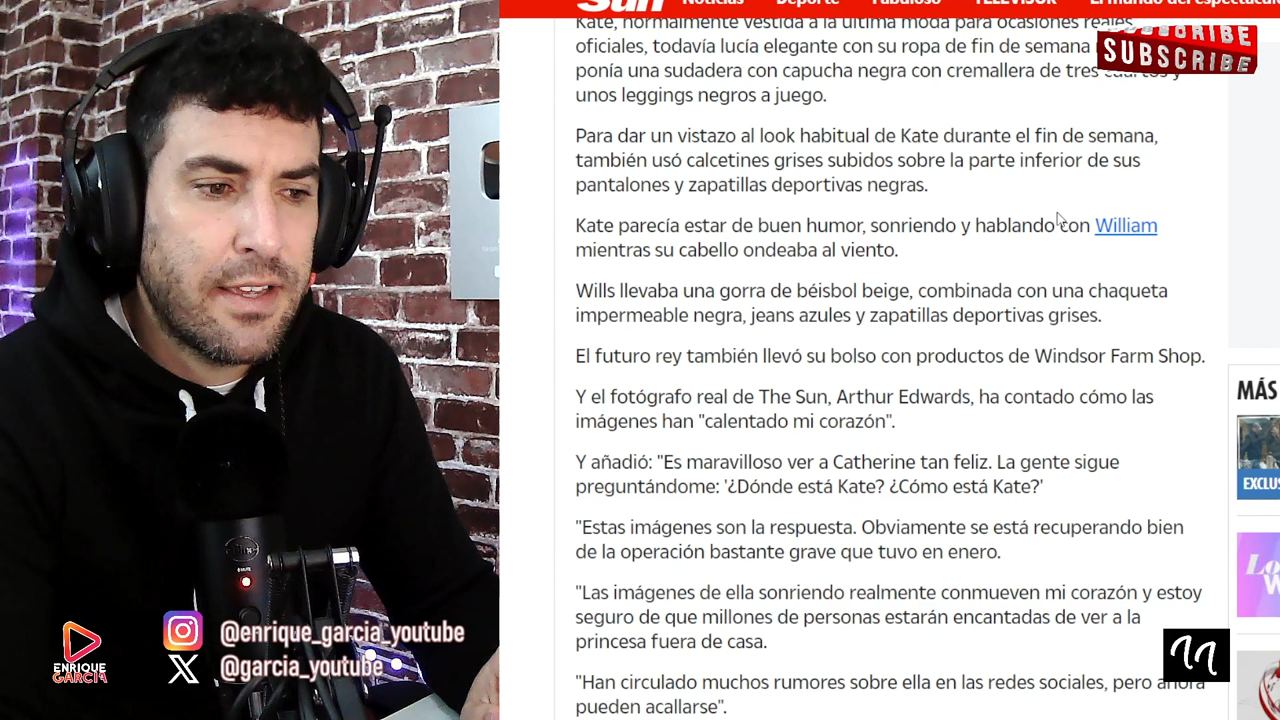 Sun Noticias Deporte Fabuloso TELEVISOR El mundo del espectáculo
SUBSCRIBE
SUBSCRIBE
Kate, normalmente vestida a la última moda para ocasiones reales
oficiales, todavía lucía elegante con su ropa de fin de semana
ponía una sudadera con capucha negra con cremallera de tres cuartos y
unos leggings negros a juego.
Para dar un vistazo al look habitual de Kate durante el fin de semana,
también usó calcetines grises subidos sobre la parte inferior de sus
pantalones y zapatillas deportivas negras.
Kate parecía estar de buen humor, sonriendo y hablando con William
mientras su cabello ondeaba al viento.
Wills llevaba una gorra de béisbol beige, combinada con una chaqueta
impermeable negra, jeans azules y zapatillas deportivas grises.
El futuro rey también llevó su bolso con productos de Windsor Farm Shop.
Y el fotógrafo real de The Sun, Arthur Edwards, ha contado cómo las
imágenes han "calentado mi corazón".
Y añadió: "Es maravilloso ver a Catherine tan feliz. La gente sigue
preguntándome: '¿Dónde está Kate? ¿Cómo está Kate?'
"Estas imágenes son la respuesta. Obviamente se está recuperando bien
de la operación bastante grave que tuvo en enero.
"Las imágenes de ella sonriendo realmente conmueven mi corazón y estoy
seguro de que millones de personas estarán encantadas de ver a la
princesa fuera de casa.
"Han circulado muchos rumores sobre ella en las redes sociales, pero ahora
pueden acallarse".
MÁS
EXCLUS
ENRIQUE
GARCIA
@enrique_garcia_youtube
@garcia_youtube